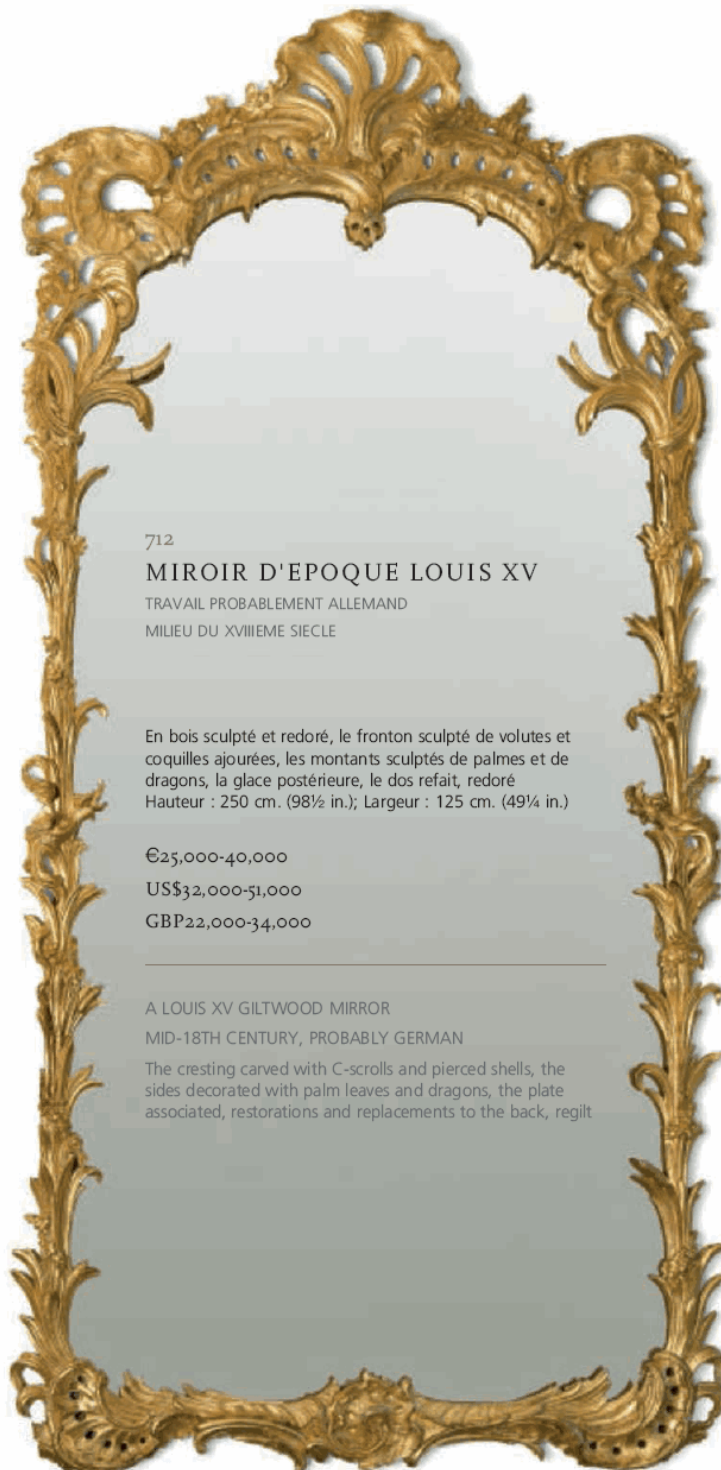 712
MIROIR D'EPOQUE LOUIS XV
TRAVAIL PROBABLEMENT ALLEMAND
MILIEU DU XVIIIEME SIECLE
En bois sculpté et redoré, le fronton sculpté de volutes et
coquilles ajourées, les montants sculptés de palmes et de
dragons, la glace postérieure, le dos refait, redoré
Hauteur : 250 cm. (98½ in.); Largeur : 125 cm. (49¼ in.)
€25,000-40,000
US$32,000-51,000
GBP22,000-34,000
A LOUIS XV GILTWOOD MIRROR
MID-18TH CENTURY, PROBABLY GERMAN
The cresting carved with C-scrolls and pierced shells, the
sides decorated with palm leaves and dragons, the plate
associated, restorations and replacements to the back, regilt